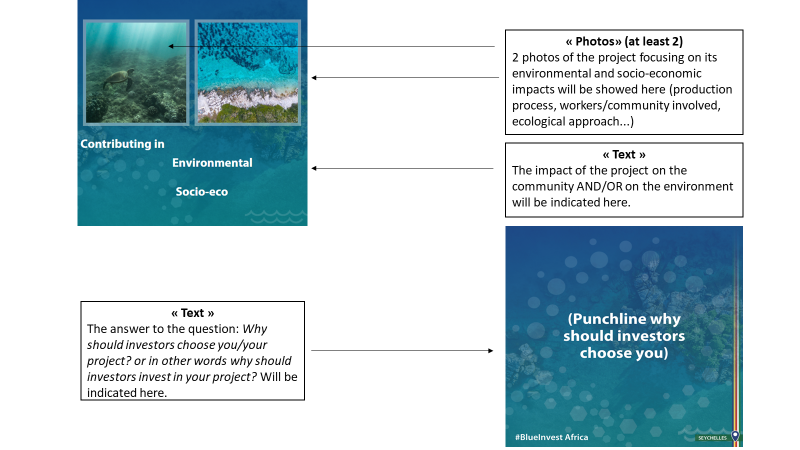 « Photos» (at least 2)
2 photos of the project focusing on its
environmental and socio-economic
impacts will be showed here (production
process, workers/community involved,
ecological approach...)
Contributing in
Environmental
Socio-eco
« Text »
The impact of the project on the
community AND/OR on the environment
will be indicated here.
« Text »
The answer to the question: Why
should investors choose you/your
project? or in other words why should
investors invest in your project? Will be
indicated here.
(Punchline why
should investors
choose you)
#BlueInvest Africa
SEYCHELLES